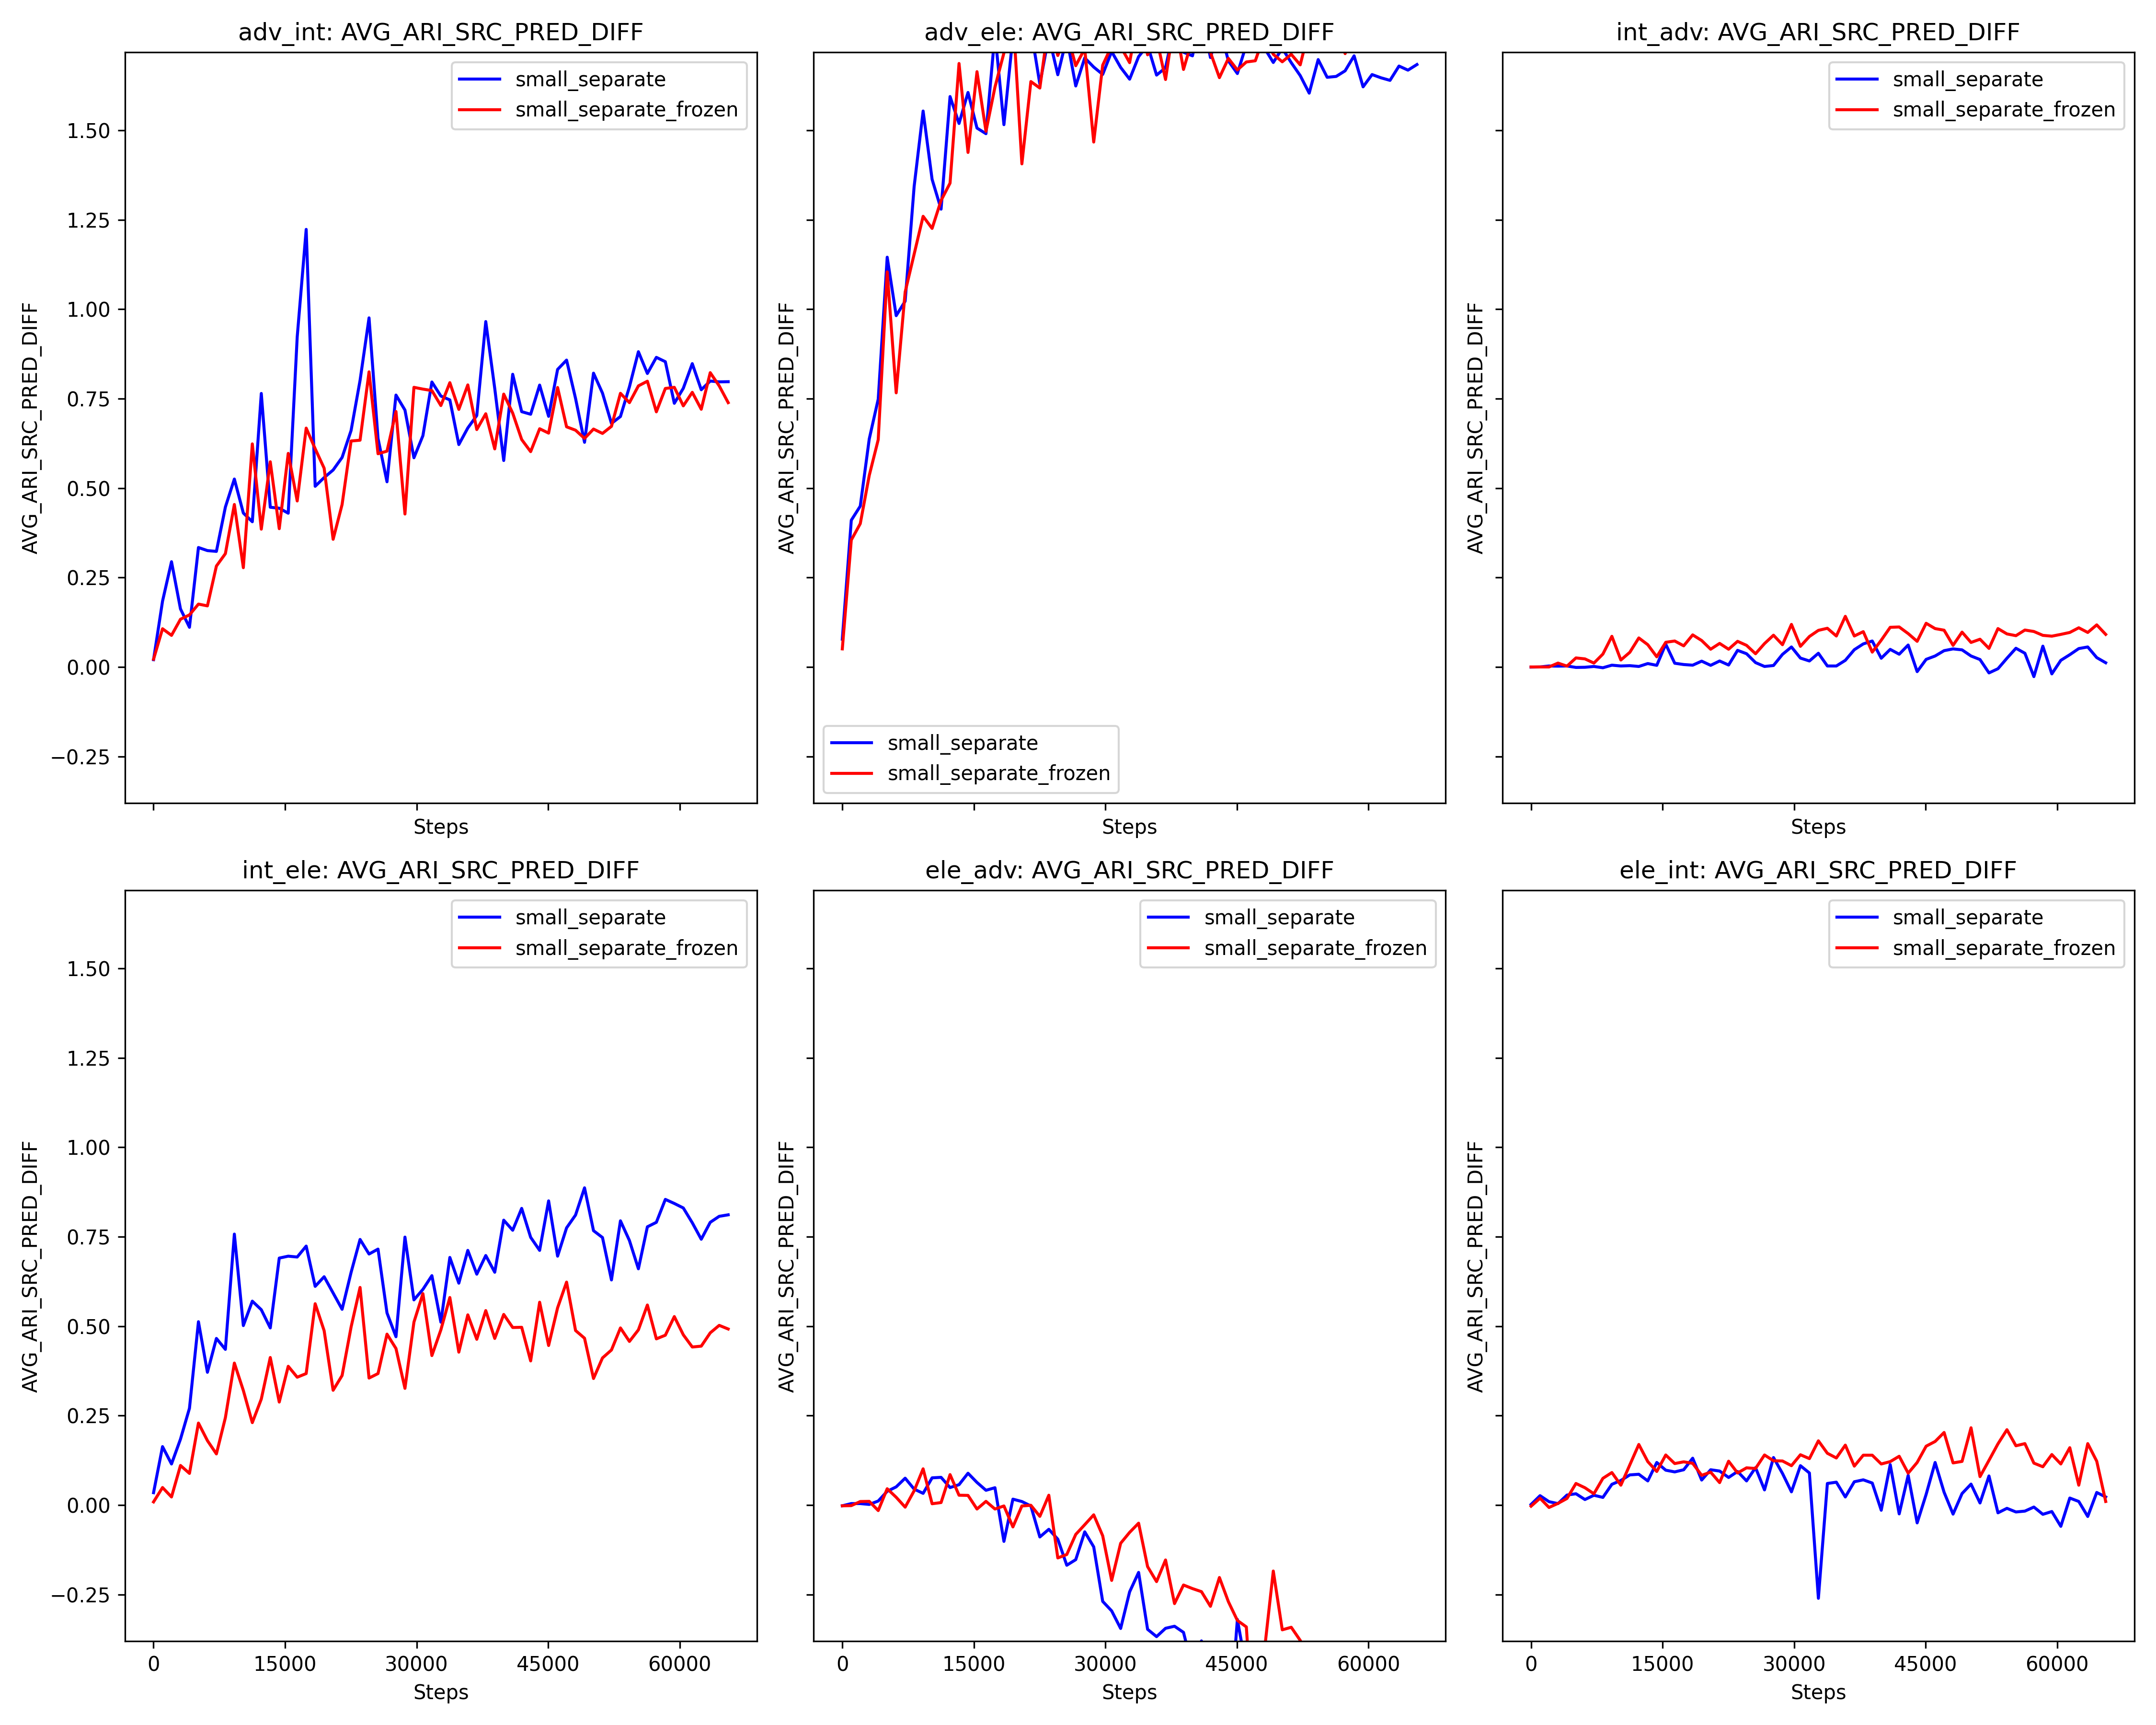 adv_int: AVG_ARI_SRC_PRED_DIFF
adv_ele: AVG_ARI_SRC_PRED_DIFF
int_adv: AVG_ARI_SRC_PRED_DIFF
small_separate
small_separate_frozen
small_separate
small_separate_frozen
small_separate
small_separate_frozen
1.50
1.25
1.00
0.75
0.50
0.25
0.00
−0.25
AVG_ARI_SRC_PRED_DIFF
AVG_ARI_SRC_PRED_DIFF
AVG_ARI_SRC_PRED_DIFF
Steps
Steps
Steps
int_ele: AVG_ARI_SRC_PRED_DIFF
ele_adv: AVG_ARI_SRC_PRED_DIFF
ele_int: AVG_ARI_SRC_PRED_DIFF
small_separate
small_separate_frozen
small_separate
small_separate_frozen
small_separate
small_separate_frozen
1.50
1.25
1.00
0.75
0.50
0.25
0.00
−0.25
AVG_ARI_SRC_PRED_DIFF
AVG_ARI_SRC_PRED_DIFF
AVG_ARI_SRC_PRED_DIFF
0 15000 30000 45000 60000
0 15000 30000 45000 60000
0 15000 30000 45000 60000
Steps
Steps
Steps